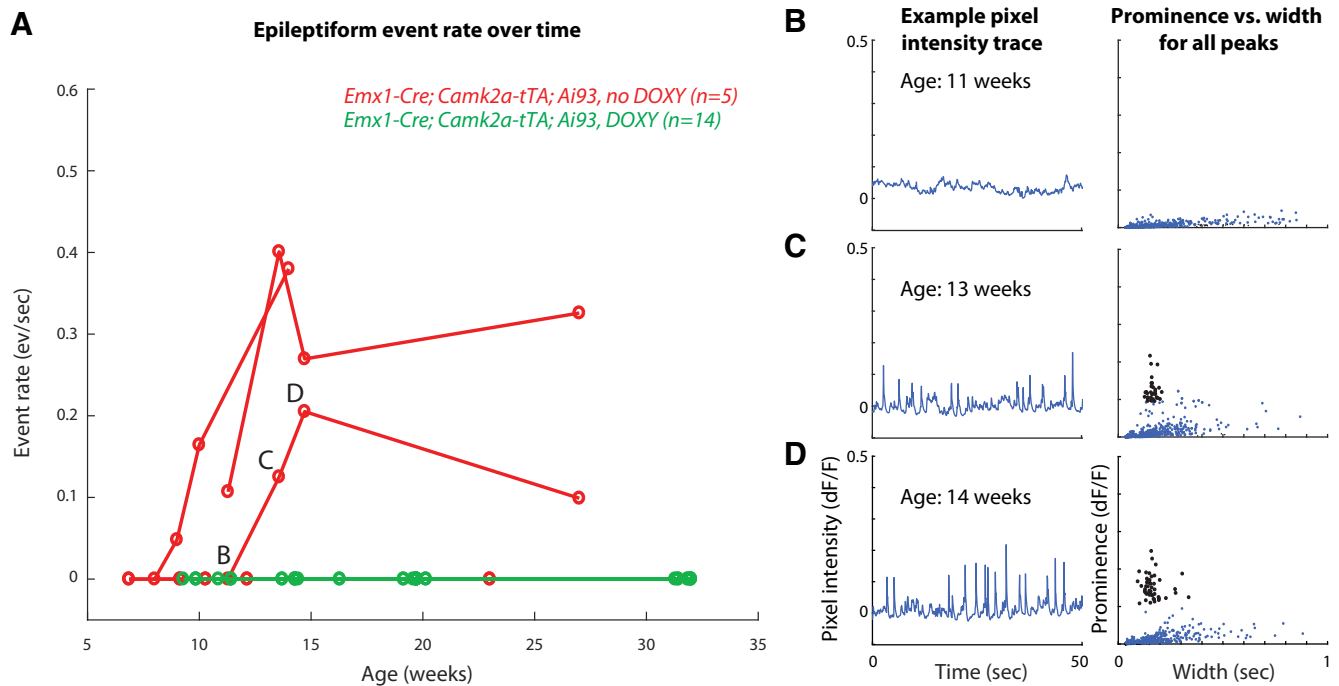 A
Epileptiform event rate over time
Emx1-Cre; Camk2a-tTA; Ai93, no DOXY (n=5)
Emx1-Cre; Camk2a-tTA; Ai93, DOXY (n=14)
0.6
0.5
0.4
0.3
0.2
0.1
0
Event rate (ev/sec)
B
C
D
5
10
15
20
25
30
35
Age (weeks)
B
Example pixel
intensity trace
Prominence vs. width
for all peaks
0.5
Age: 11 weeks
0
C
0.5
Age: 13 weeks
0
D
0.5
Age: 14 weeks
0
Pixel intensity (dF/F)
0
50
Time (sec)
Prominence (dF/F)
0
1
Width (sec)